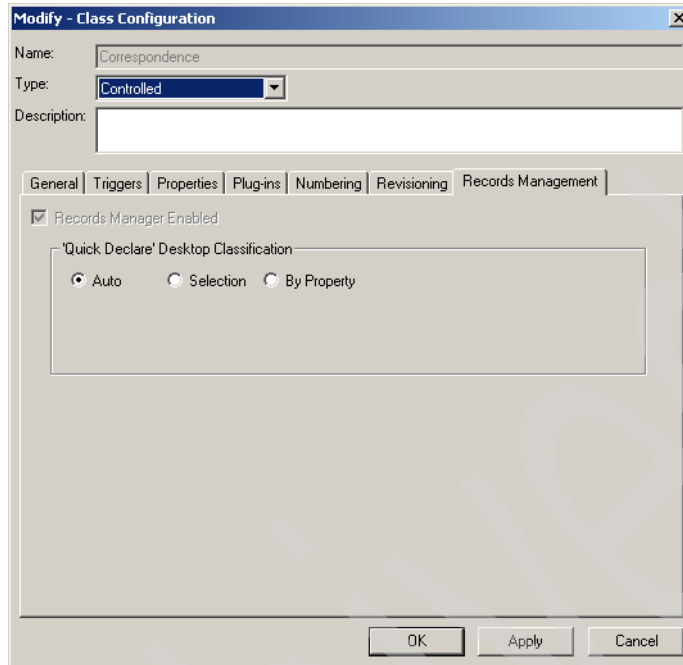 Modify - Class Configuration
Name: Correspondence
Type: Controlled
Description:
General Triggers Properties Plug-ins Numbering Revisioning Records Management
Records Manager Enabled
'Quick Declare' Desktop Classification
Auto Selection By Property
OK Apply Cancel